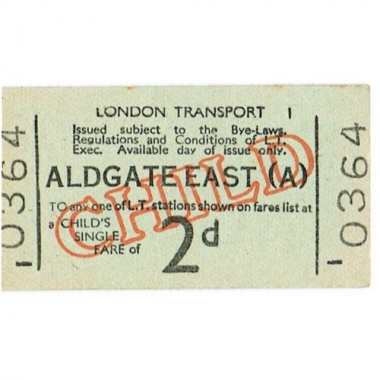 LONDON TRANSPORT 1
Issued subject to the Bye-Laws,
Regulations and Conditions of L.T.
Exec. Available day of issue only.
ALDGATE EAST (A)
CHILD
TO any one of L.T. stations shown on fares list at
a CHILD'S
SINGLE
FARE of
2d
0364
0364